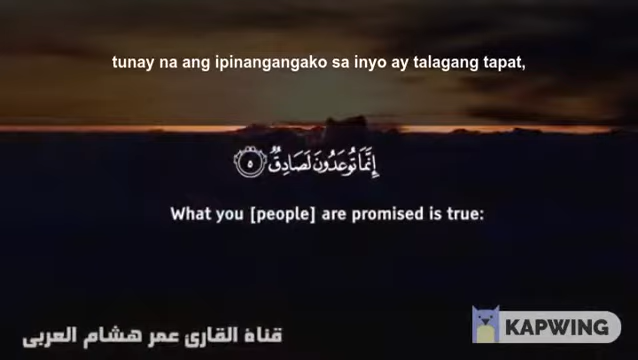 tunay na ang ipinangangako sa inyo ay talagang tapat,
إِنَّمَا تُوعَدُونَ لَصَادِقٌ ٥
What you [people] are promised is true:
قناة القارئ عمر هشام العربي
KAPWING